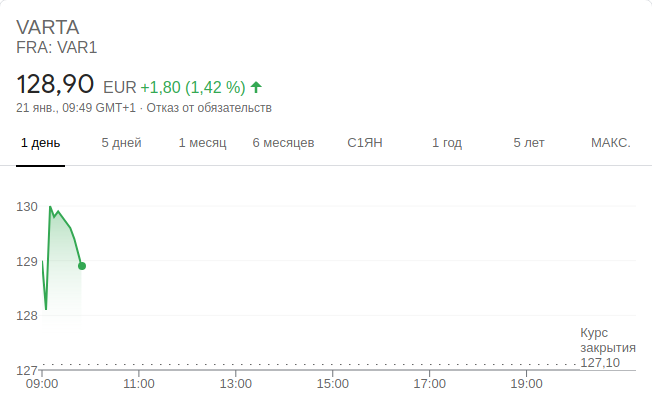 VARTA
FRA: VAR1
128,90 EUR +1,80 (1,42 %)
21 янв., 09:49 GMT+1 · Отказ от обязательств
1 день 5 дней 1 месяц 6 месяцев С1ЯН 1 год 5 лет МАКС.
130
129
128
Курс
закрытия
127,10
127
09:00 11:00 13:00 15:00 17:00 19:00